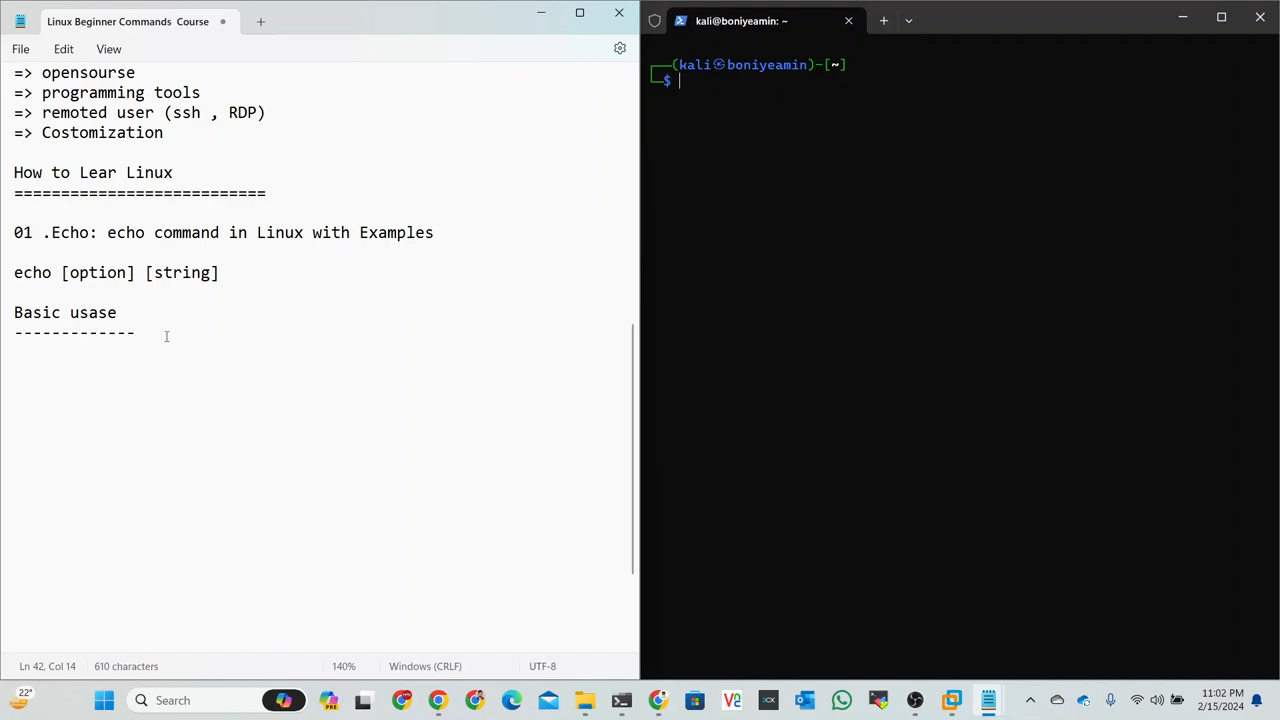 Linux Beginner Commands  Course
File Edit View
=> opensourse
=> programming tools
=> remoted user (ssh , RDP)
=> Costomization
How to Lear Linux
===========================
01 .Echo: echo command in Linux with Examples
echo [option] [string]
Basic usase
-------------
Ln 42, Col 14 610 characters 140% Windows (CRLF) UTF-8
kali@boniyeamin: ~
┌──(kali㉿boniyeamin)-[~]
└─$
22°
Search
PRE
11:02 PM
2/15/2024